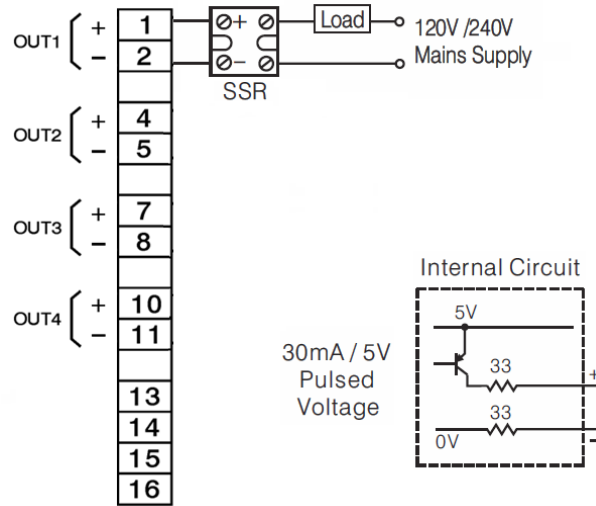 OUT1
+
−
1
2
+
−
SSR
Load
120V /240V
Mains Supply
OUT2
+
−
4
5
OUT3
+
−
7
8
OUT4
+
−
10
11
13
14
15
16
30mA / 5V
Pulsed
Voltage
Internal Circuit
5V
33
+
33
0V
−